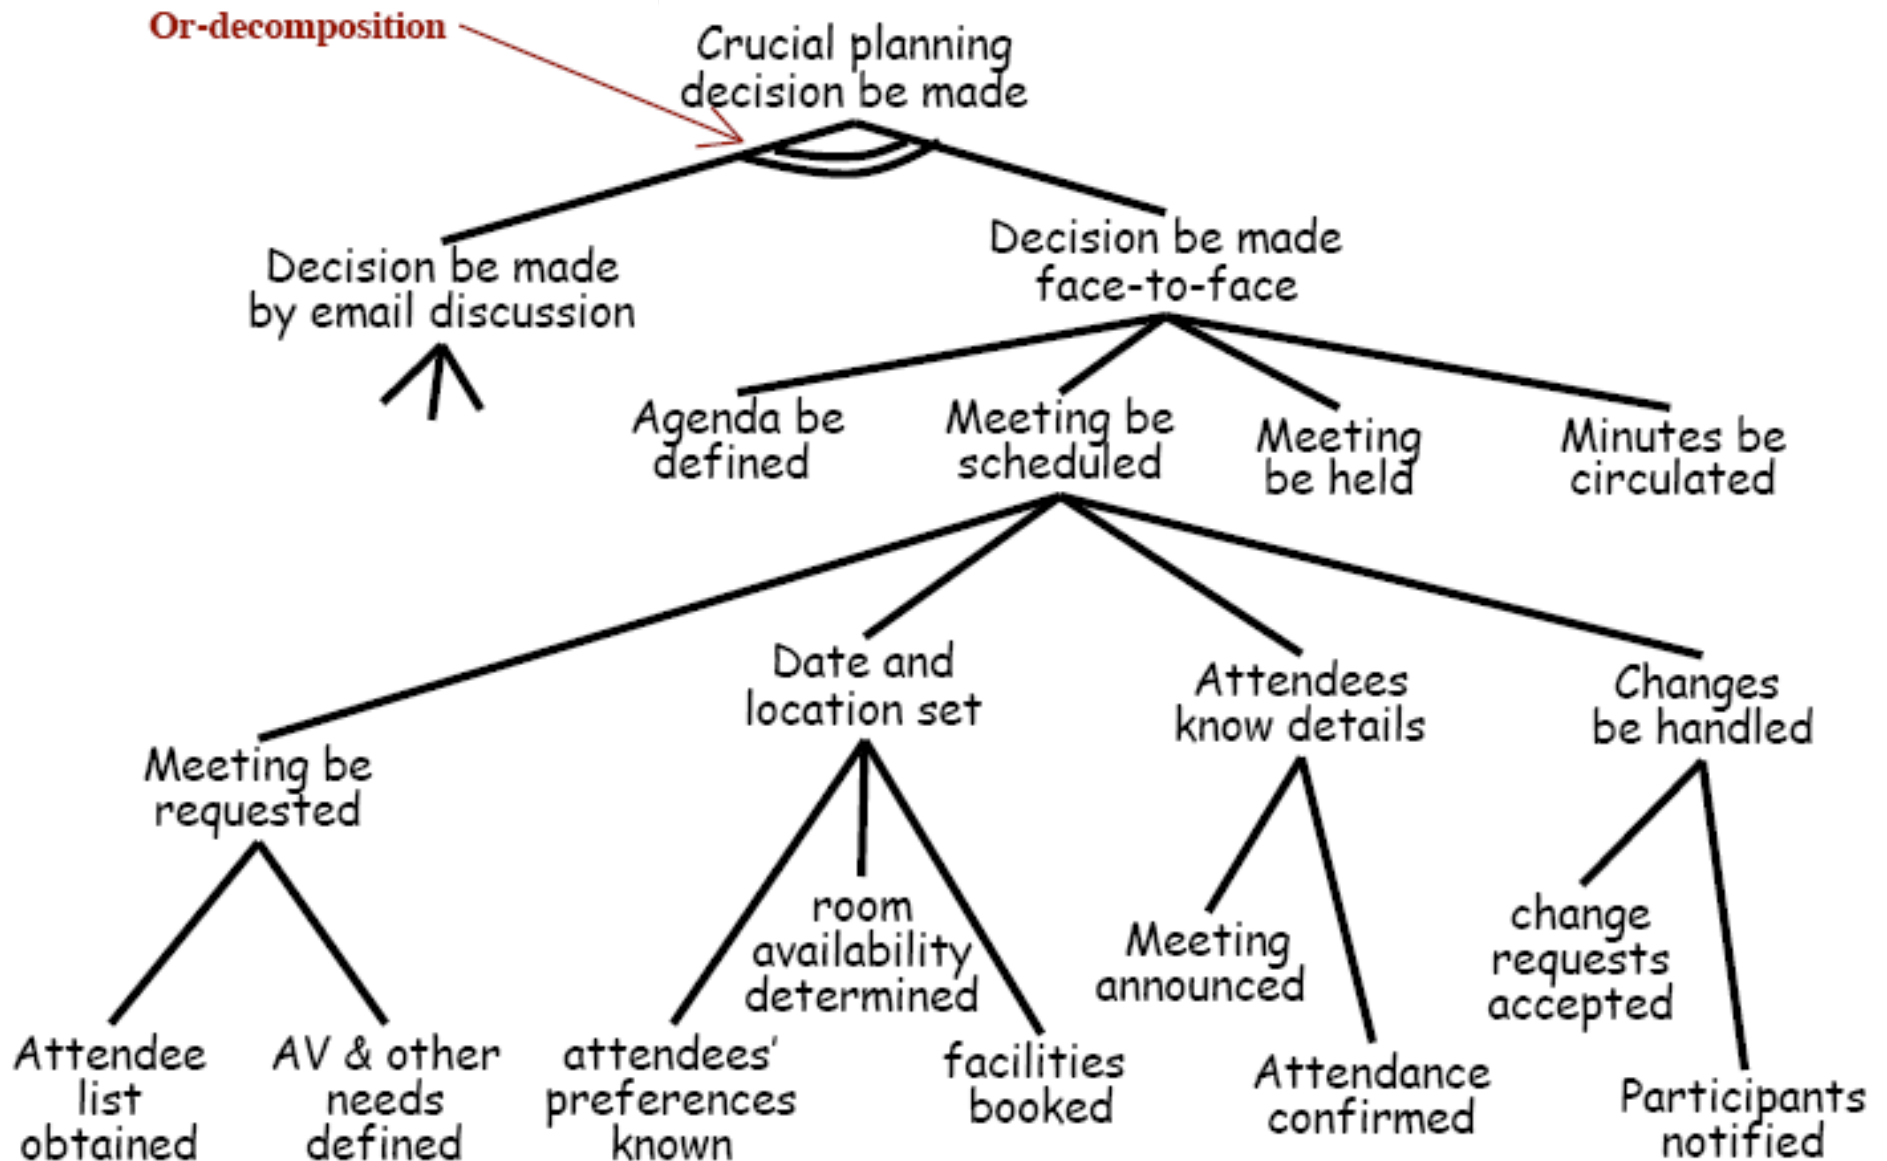 Or-decomposition
Crucial planning
decision be made
Decision be made
by email discussion
Decision be made
face-to-face
Agenda be
defined
Meeting be
scheduled
Meeting
be held
Minutes be
circulated
Meeting be
requested
Date and
location set
Attendees
know details
Changes
be handled
Attendee
list
obtained
AV & other
needs
defined
attendees'
preferences
known
room
availability
determined
facilities
booked
Meeting
announced
Attendance
confirmed
change
requests
accepted
Participants
notified